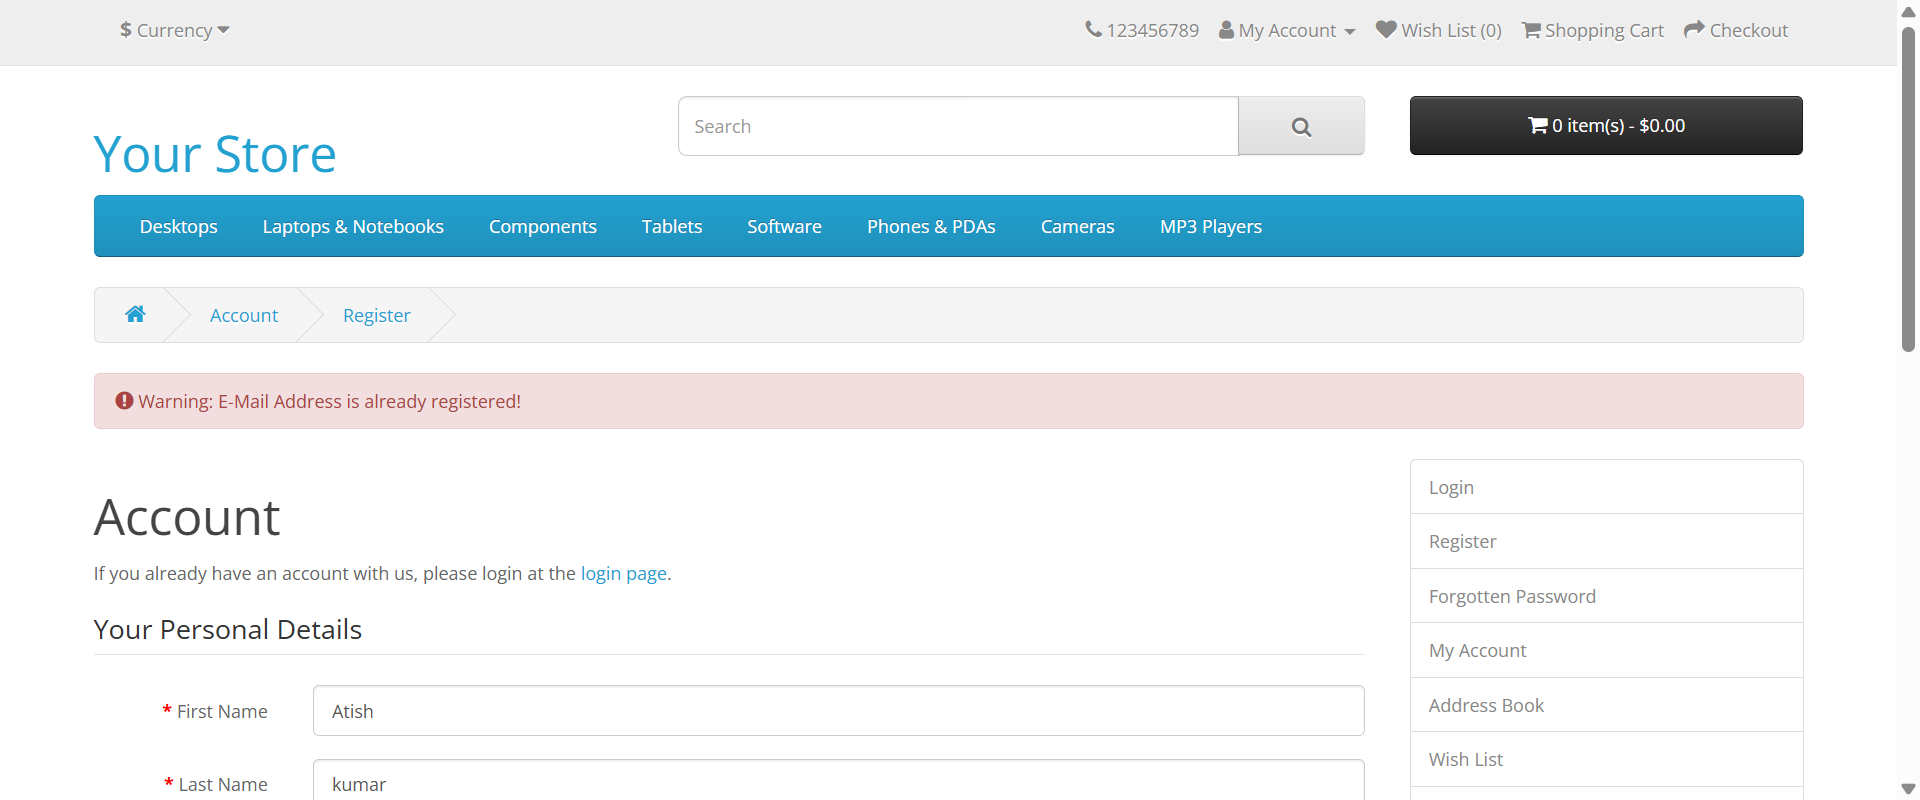 $ Currency
123456789 My Account Wish List (0) Shopping Cart Checkout
Your Store
Search
0 item(s) - $0.00
Desktops Laptops & Notebooks Components Tablets Software Phones & PDAs Cameras MP3 Players
Account Register
Warning: E-Mail Address is already registered!
Account
If you already have an account with us, please login at the login page.
Your Personal Details
* First Name Atish
* Last Name kumar
Login
Register
Forgotten Password
My Account
Address Book
Wish List